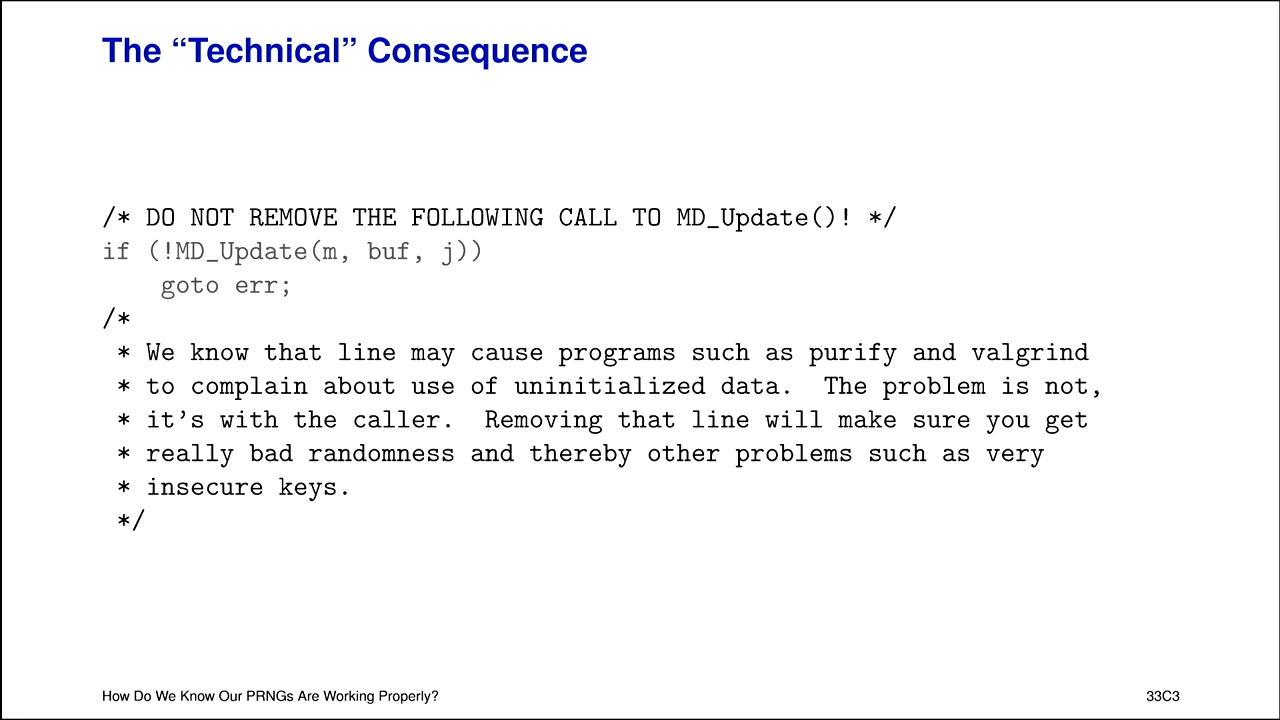 The “Technical” Consequence
/* DO NOT REMOVE THE FOLLOWING CALL TO MD_Update()! */
if (!MD_Update(m, buf, j))
    goto err;
/*
 * We know that line may cause programs such as purify and valgrind
 * to complain about use of uninitialized data.  The problem is not,
 * it’s with the caller.  Removing that line will make sure you get
 * really bad randomness and thereby other problems such as very
 * insecure keys.
 */
How Do We Know Our PRNGs Are Working Properly?
33C3